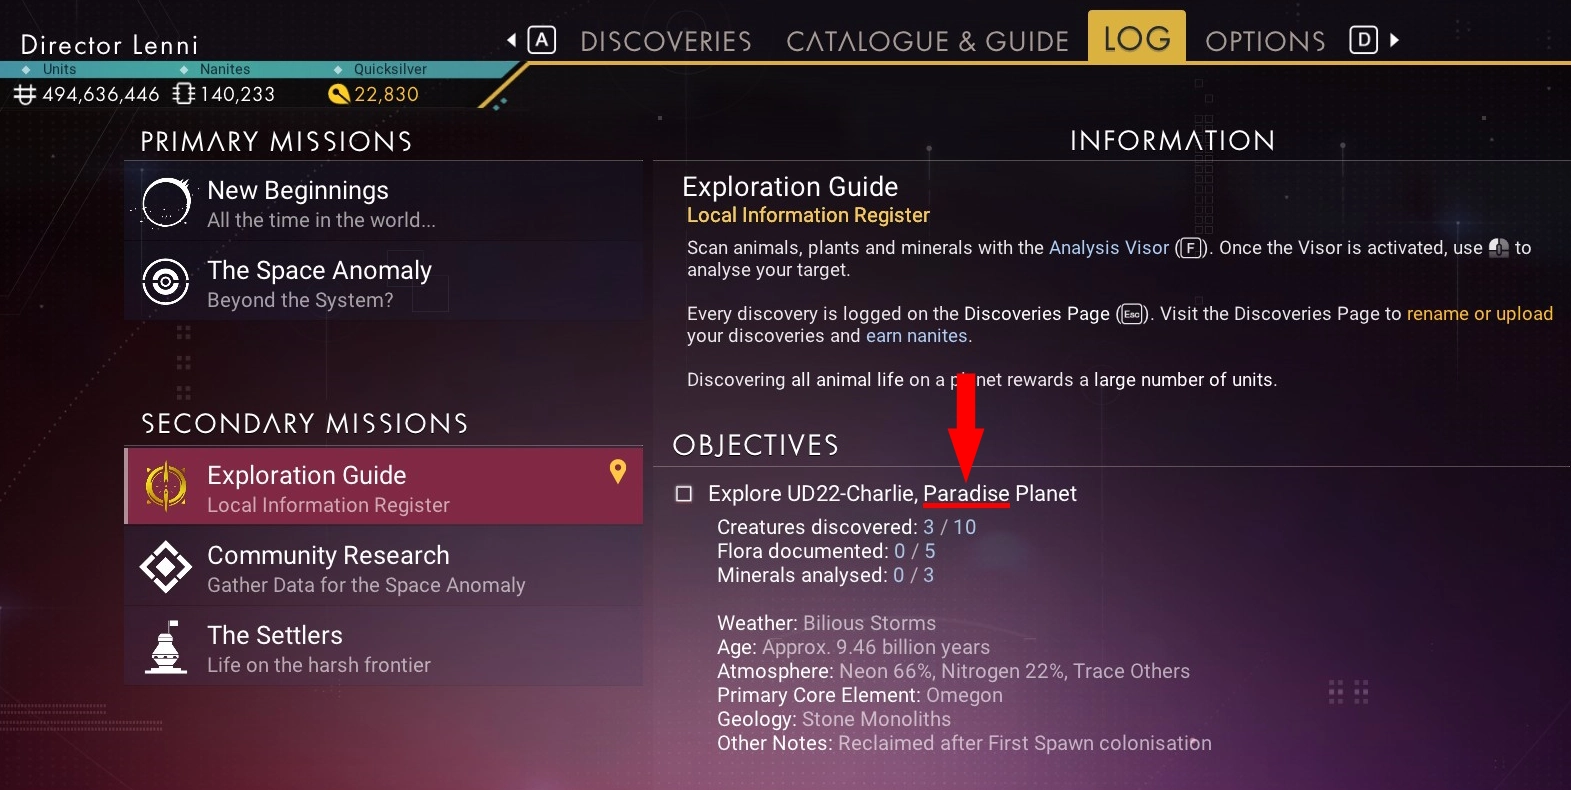 Director Lenni
Units Nanites Quicksilver
494,636,446 140,233 22,830
A DISCOVERIES CATALOGUE & GUIDE LOG OPTIONS D
PRIMARY MISSIONS
New Beginnings
All the time in the world...
The Space Anomaly
Beyond the System?
SECONDARY MISSIONS
Exploration Guide
Local Information Register
Community Research
Gather Data for the Space Anomaly
The Settlers
Life on the harsh frontier
INFORMATION
Exploration Guide
Local Information Register
Scan animals, plants and minerals with the Analysis Visor (F). Once the Visor is activated, use to
analyse your target.
Every discovery is logged on the Discoveries Page (Esc). Visit the Discoveries Page to rename or upload
your discoveries and earn nanites.
Discovering all animal life on a planet rewards a large number of units.
OBJECTIVES
Explore UD22-Charlie, Paradise Planet
Creatures discovered: 3 / 10
Flora documented: 0 / 5
Minerals analysed: 0 / 3
Weather: Bilious Storms
Age: Approx. 9.46 billion years
Atmosphere: Neon 66%, Nitrogen 22%, Trace Others
Primary Core Element: Omegon
Geology: Stone Monoliths
Other Notes: Reclaimed after First Spawn colonisation